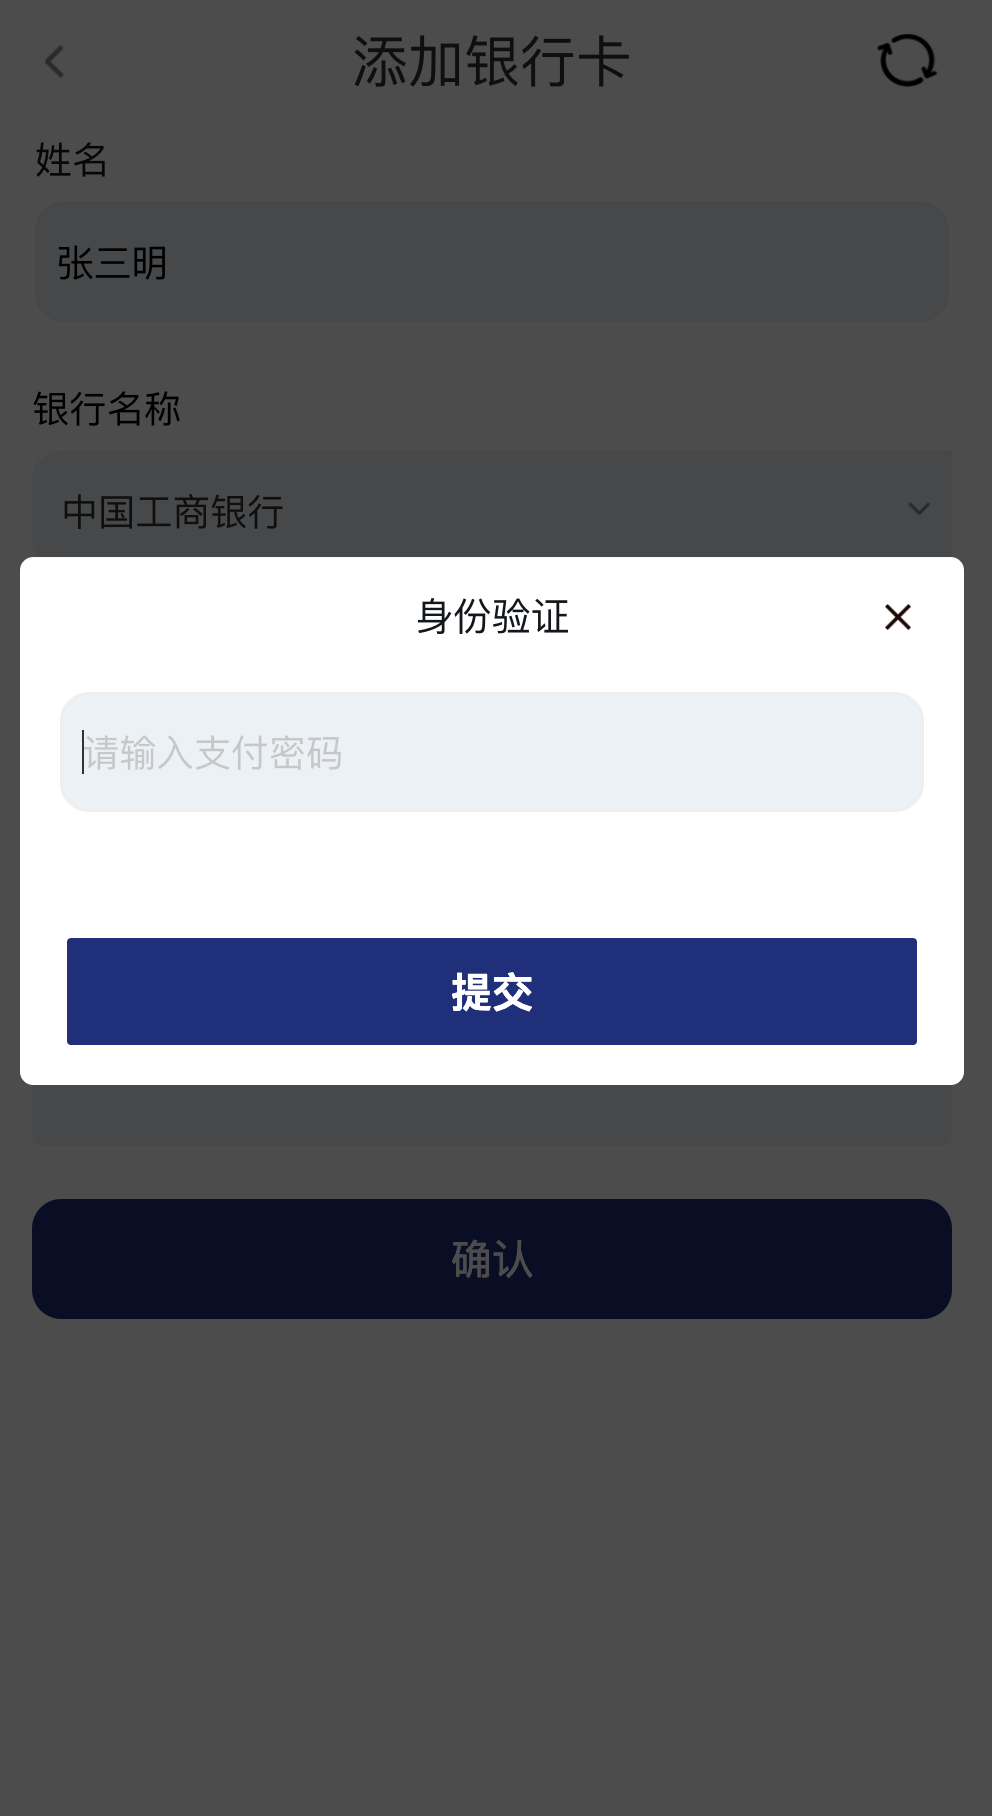 添加银行卡
姓名
张三明
银行名称
中国工商银行
身份验证
请输入支付密码
提交
确认